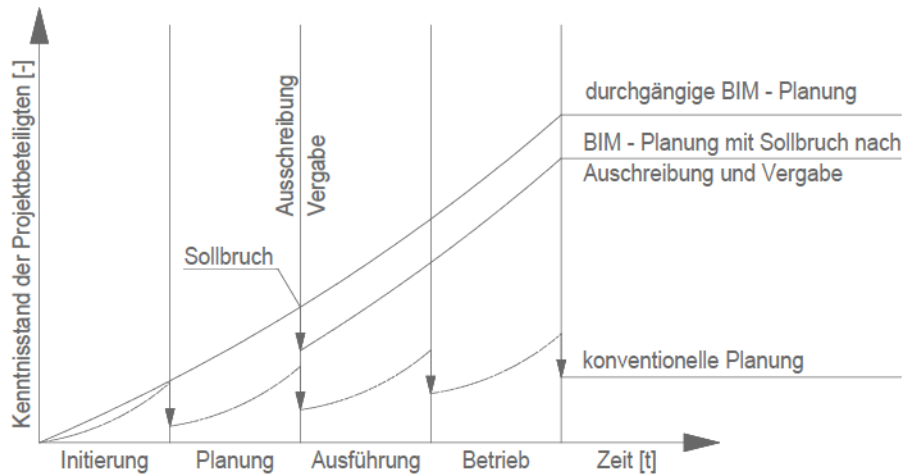 Kenntnisstand der Projektbeteiligten [-]
Ausschreibung
Vergabe
Sollbruch
durchgängige BIM - Planung
BIM - Planung mit Sollbruch nach
Auschreibung und Vergabe
konventionelle Planung
Initierung
Planung
Ausführung
Betrieb
Zeit [t]